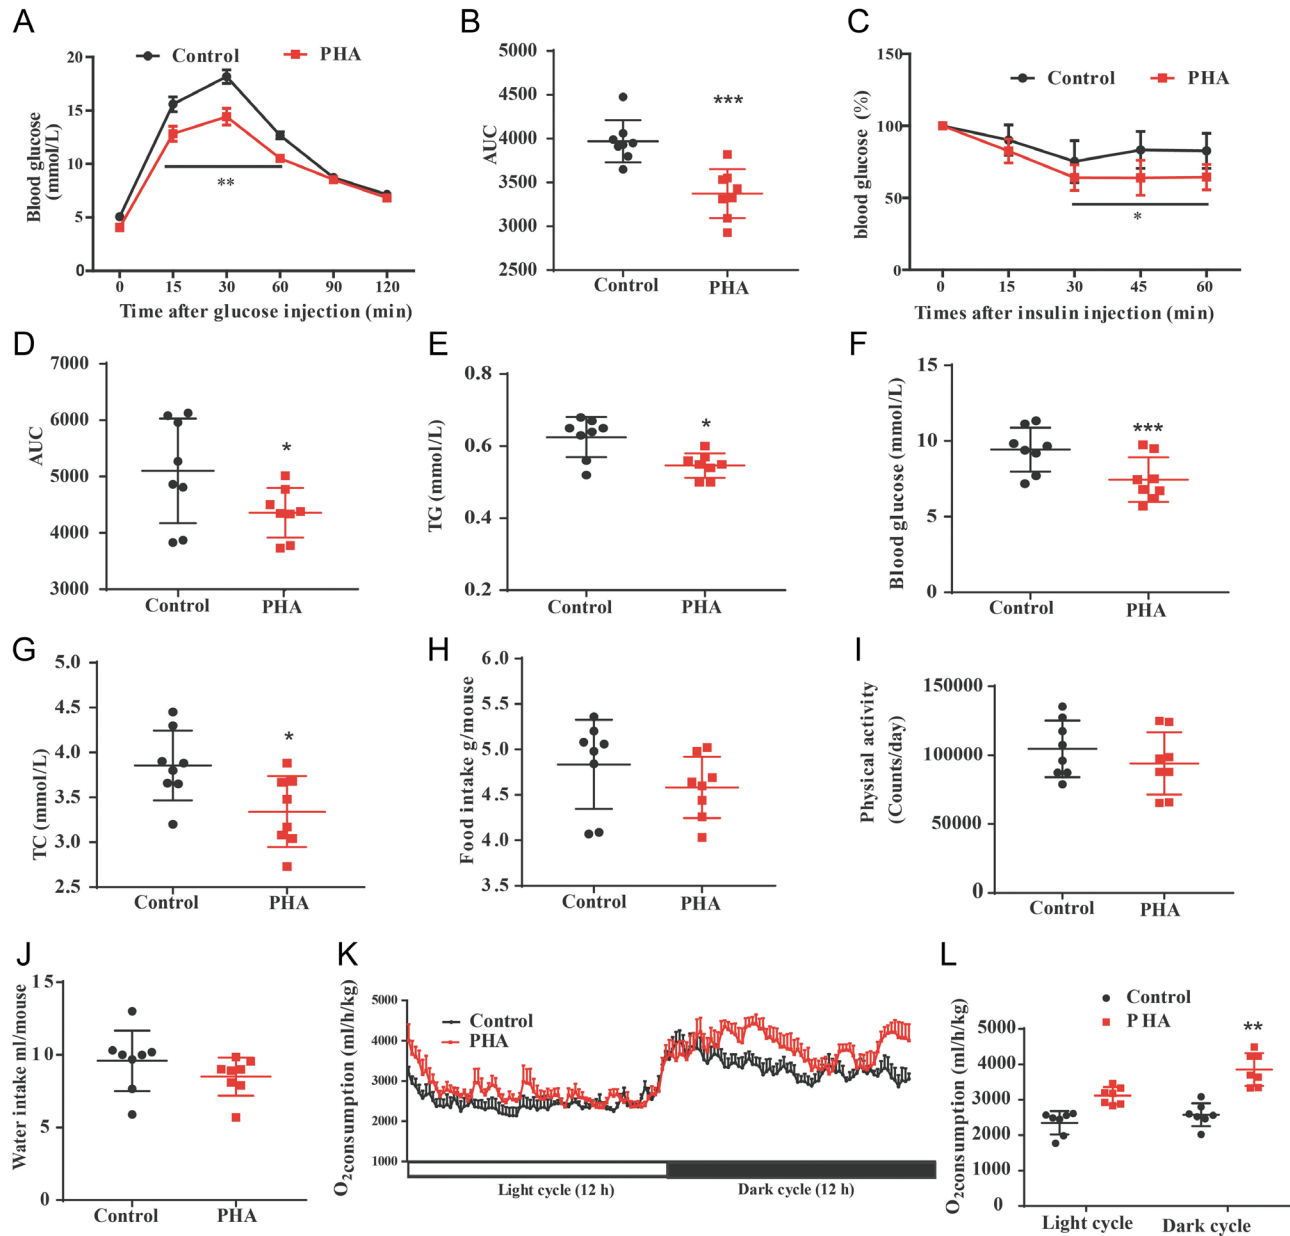 A
Control
PHA
Blood glucose
(mmol/L)
20
15
10
5
0
**
0
15
30
60
90
120
Time after glucose injection (min)
B
AUC
5000
4500
4000
3500
3000
2500
***
Control
PHA
C
Control
PHA
blood glucose (%)
150
100
50
0
*
0
15
30
45
60
Times after insulin injection (min)
D
AUC
7000
6000
5000
4000
3000
*
Control
PHA
E
TG (mmol/L)
0.8
0.6
0.4
0.2
*
Control
PHA
F
Blood glucose (mmol/L)
15
10
5
0
***
Control
PHA
G
TC (mmol/L)
5.0
4.5
4.0
3.5
3.0
2.5
*
Control
PHA
H
Food intake g/mouse
6.0
5.5
5.0
4.5
4.0
3.5
Control
PHA
I
Physical activity
(Counts/day)
150000
100000
50000
0
Control
PHA
J
Water intake ml/mouse
15
10
5
0
Control
PHA
K
O2consumption (ml/h/kg)
5000
4000
3000
2000
1000
Control
PHA
Light cycle (12 h)
Dark cycle (12 h)
L
Control
PHA
O2consumption (ml/h/kg)
5000
4000
3000
2000
1000
0
**
Light cycle
Dark cycle